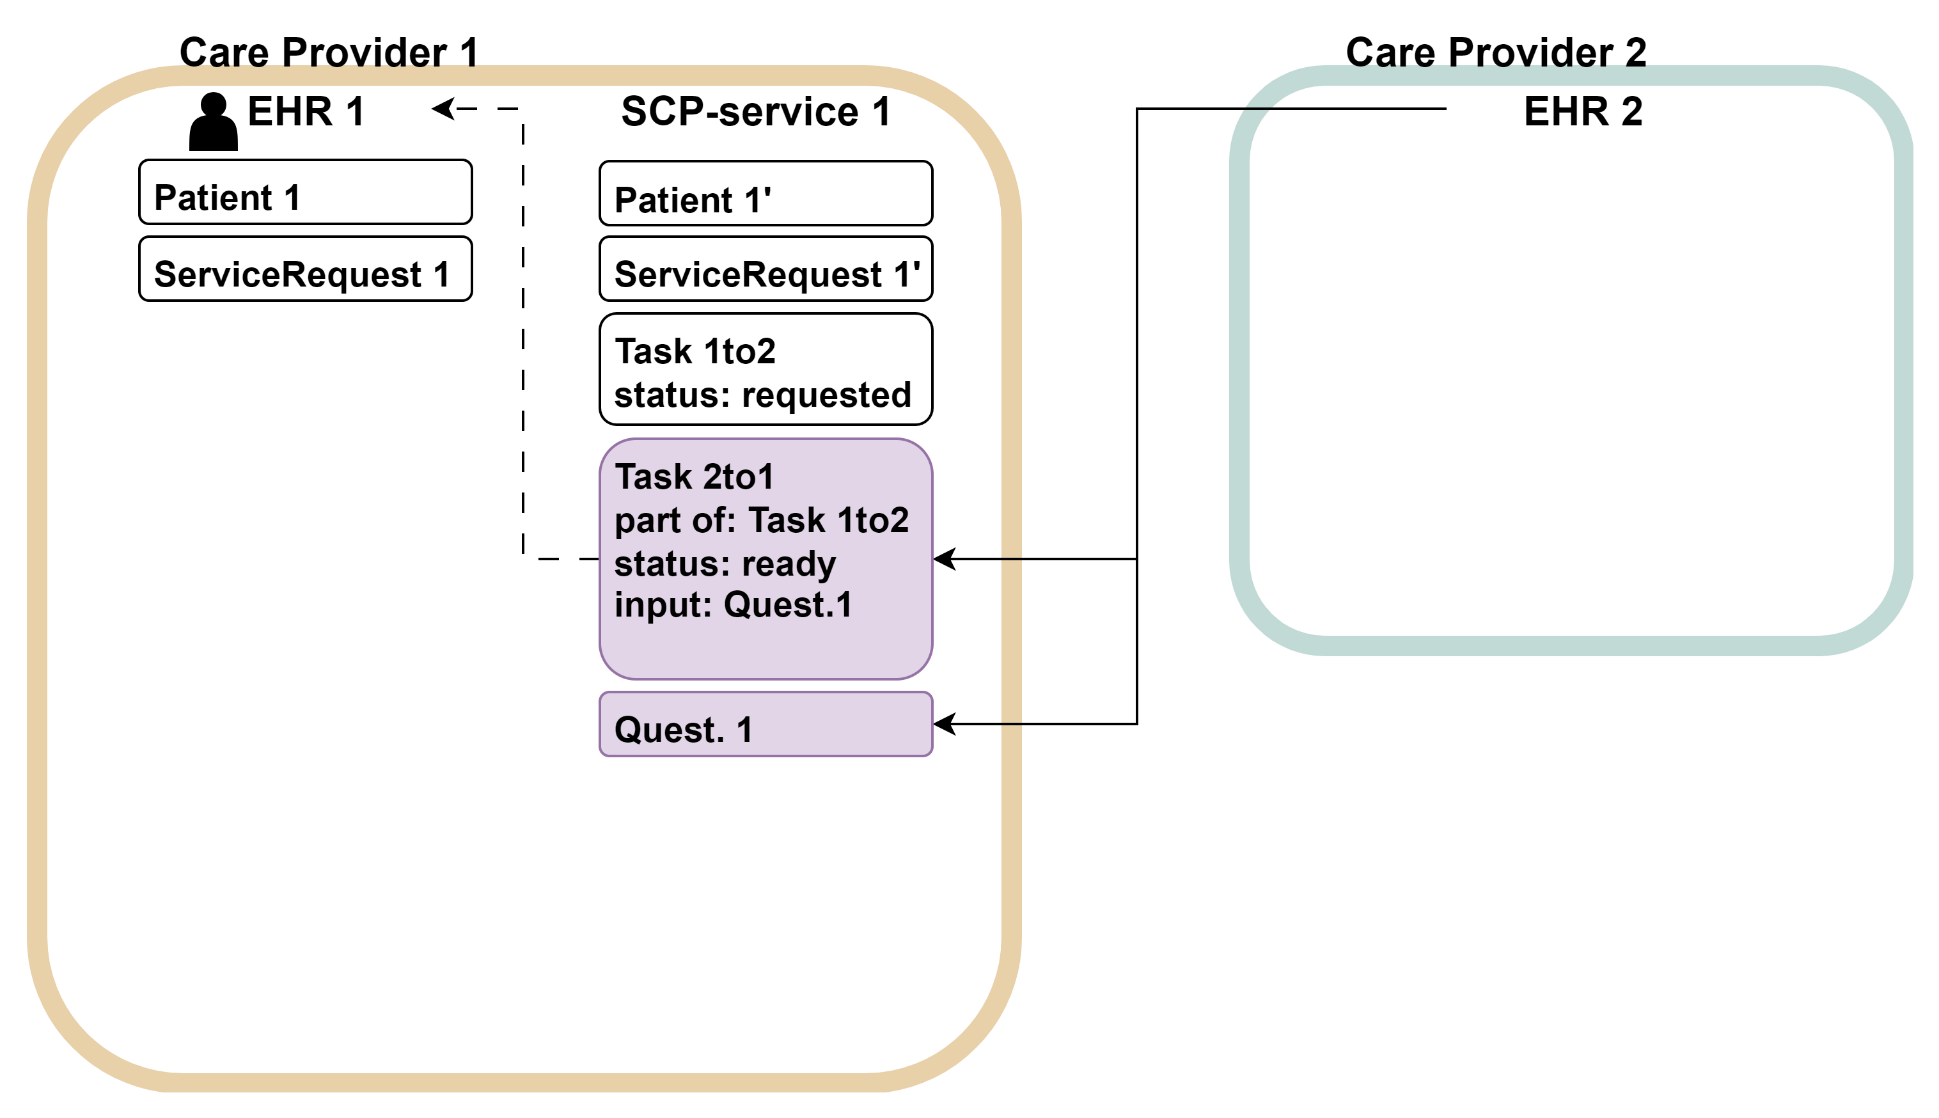 Care Provider 1
EHR 1
Patient 1
ServiceRequest 1
SCP-service 1
Patient 1'
ServiceRequest 1'
Task 1to2
status: requested
Task 2to1
part of: Task 1to2
status: ready
input: Quest.1
Quest. 1
Care Provider 2
EHR 2